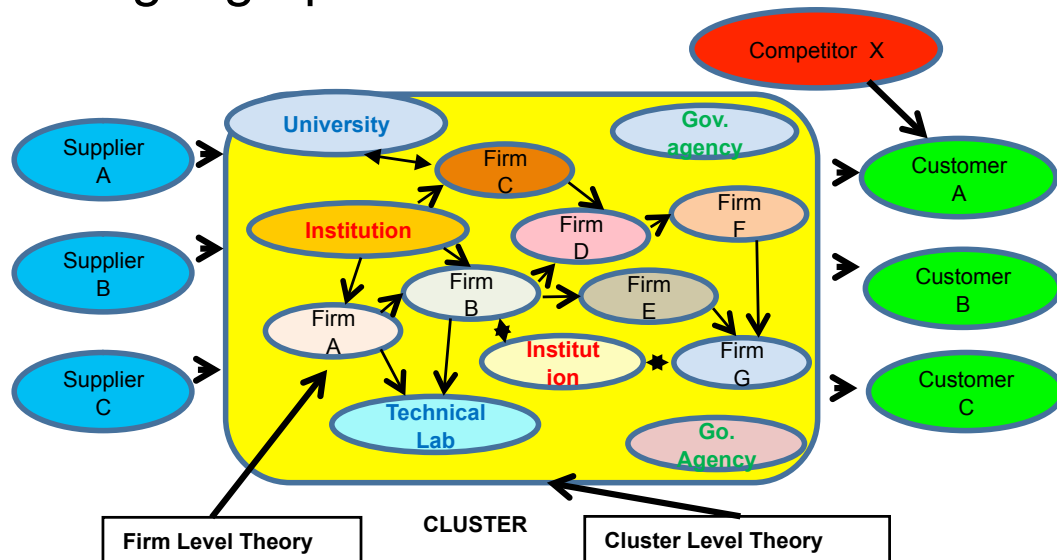 Competitor X
University
Gov.
agency
Supplier
A
Firm
C
Customer
A
Institution
Firm
D
Firm
F
Supplier
B
Firm
B
Firm
E
Customer
B
Firm
A
Institut
ion
Firm
G
Supplier
C
Customer
C
Technical
Lab
Go.
Agency
CLUSTER
Firm Level Theory
Cluster Level Theory